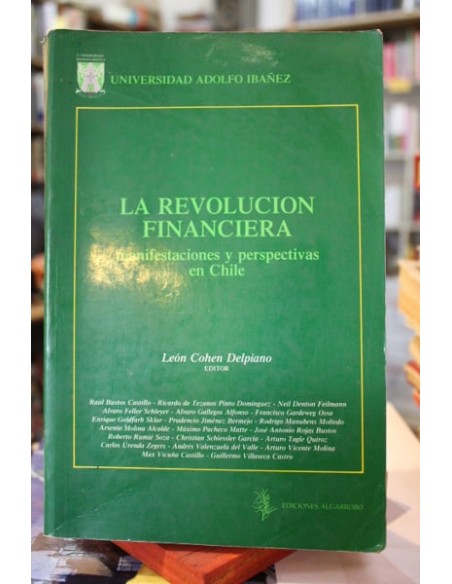 UNIVERSIDAD ADOLFO IBAÑEZ
LA REVOLUCION
FINANCIERA
manifestaciones y perspectivas
en Chile
León Cohen Delpiano
EDITOR
Raúl Bustos Castillo - Ricardo de Tezanos Pinto Domínguez - Neil Denton Feilmann
Alvaro Feller Schleyer - Alvaro Gallegos Alfonso - Francisco Gardeweg Ossa
Enrique Goldfarb Sklar - Prudencio Jiménez Bermejo - Rodrigo Manubens Moltedo
Arsenio Molina Alcalde - Máximo Pacheco Matte - José Antonio Rojas Bustos
Roberto Rumie Soza - Christian Schiessler García - Arturo Tagle Quiroz
Carlos Urenda Zegers - Andrés Valenzuela del Valle - Arturo Vicente Molina
Max Vicuña Castillo - Guillermo Villaseca Castro
EDICIONES ALGARROBO